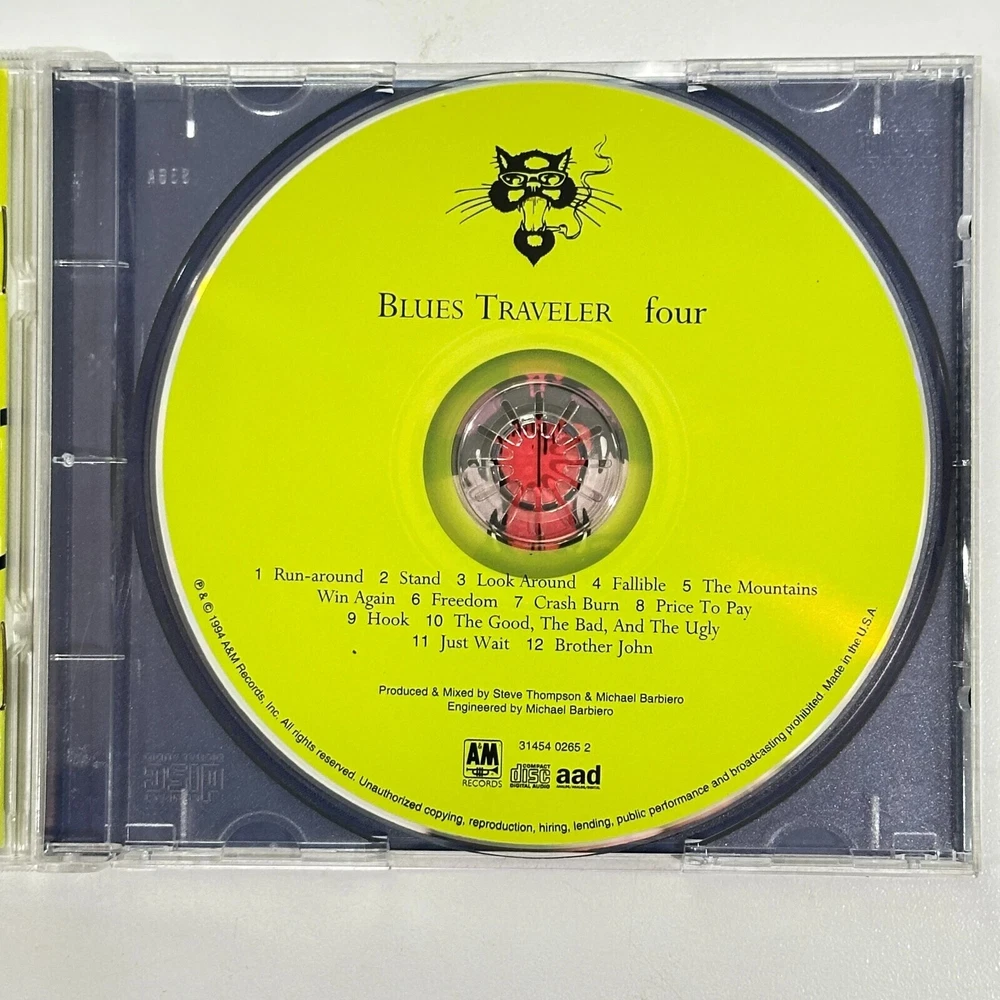 BLUES TRAVELER four
1 Run-around 2 Stand 3 Look Around 4 Fallible 5 The Mountains
Win Again 6 Freedom 7 Crash Burn 8 Price To Pay
9 Hook 10 The Good, The Bad, And The Ugly
11 Just Wait 12 Brother John
Produced & Mixed by Steve Thompson & Michael Barbiero
Engineered by Michael Barbiero
A&M
RECORDS
31454 0265 2
COMPACT
disc
DIGITAL AUDIO
aad
℗ & © 1994 A&M Records, Inc. All rights reserved. Unauthorized copying, reproduction, hiring, lending, public performance and broadcasting prohibited. Made in the U.S.A